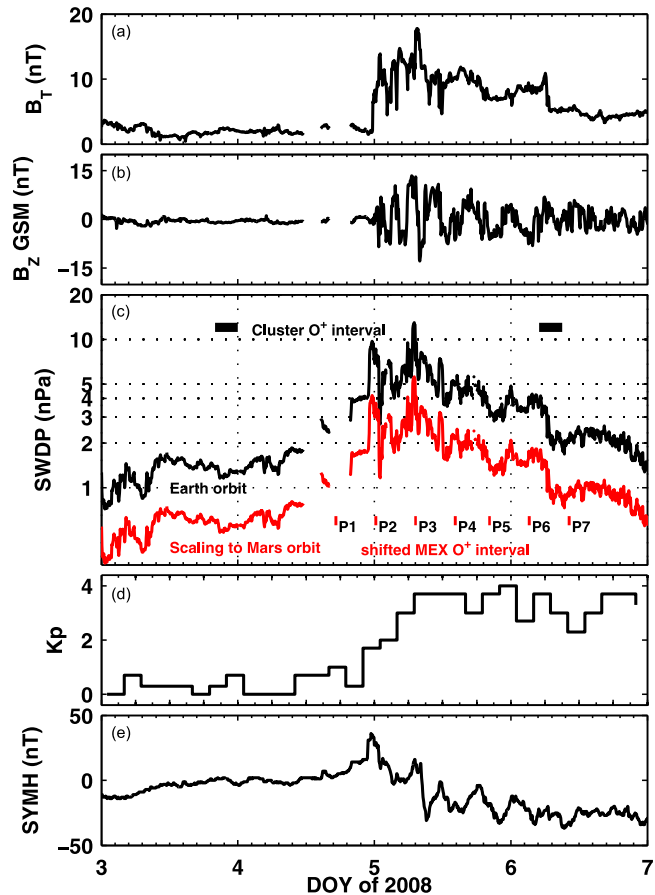 (a)
20
10
0
B_T (nT)
(b)
15
0
−15
B_Z GSM (nT)
(c)
20
10
5
4
3
2
1
SWDP (nPa)
Cluster O⁺ interval
Earth orbit
P1 P2 P3 P4 P5 P6 P7
Scaling to Mars orbit shifted MEX O⁺ interval
(d)
4
2
0
Kp
(e)
50
0
−50
SYMH (nT)
3 4 5 6 7
DOY of 2008